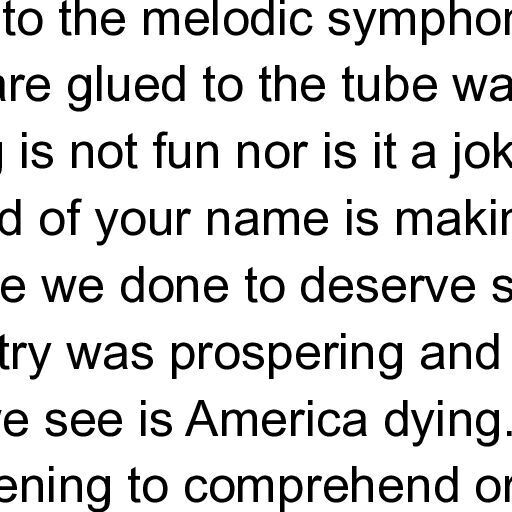 to the melodic symphon
are glued to the tube wa
g is not fun nor is it a jok
d of your name is makin
e we done to deserve s
try was prospering and
ve see is America dying.
ening to comprehend or